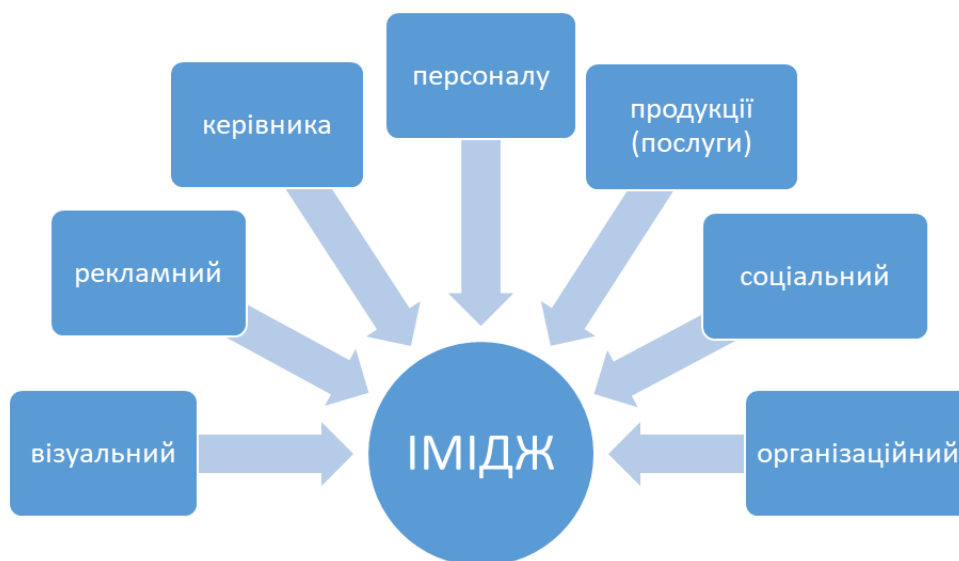 персоналу
керівника
продукції
(послуги)
рекламний
соціальний
візуальний
ІМІДЖ
організаційний